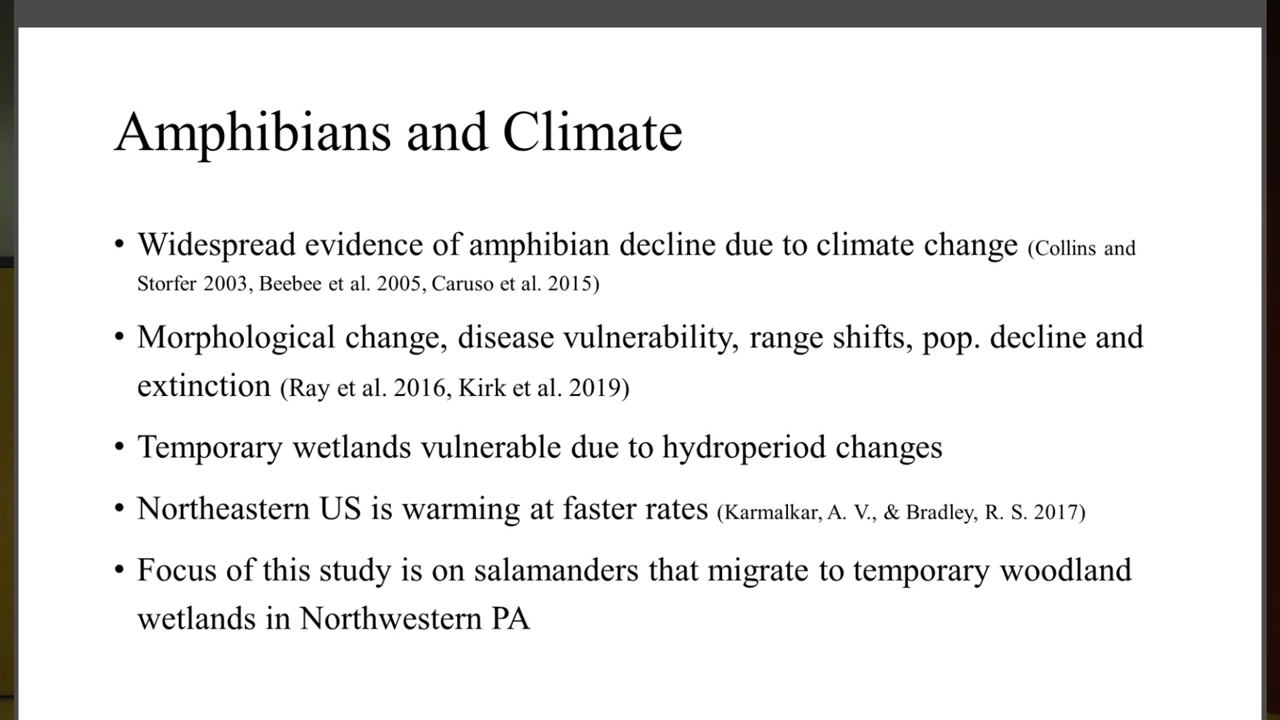 Amphibians and Climate
• Widespread evidence of amphibian decline due to climate change (Collins and
Storfer 2003, Beebee et al. 2005, Caruso et al. 2015)
• Morphological change, disease vulnerability, range shifts, pop. decline and
extinction (Ray et al. 2016, Kirk et al. 2019)
• Temporary wetlands vulnerable due to hydroperiod changes
• Northeastern US is warming at faster rates (Karmalkar, A. V., & Bradley, R. S. 2017)
• Focus of this study is on salamanders that migrate to temporary woodland
wetlands in Northwestern PA